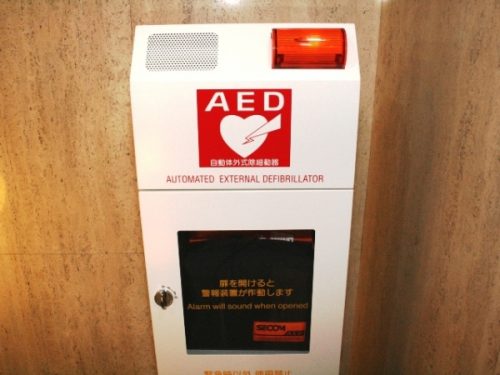 AED
自動体外式除細動器
AUTOMATED EXTERNAL DEFIBRILLATOR
扉を開けると
警報装置が作動します
Alarm will sound when opened
SECOM